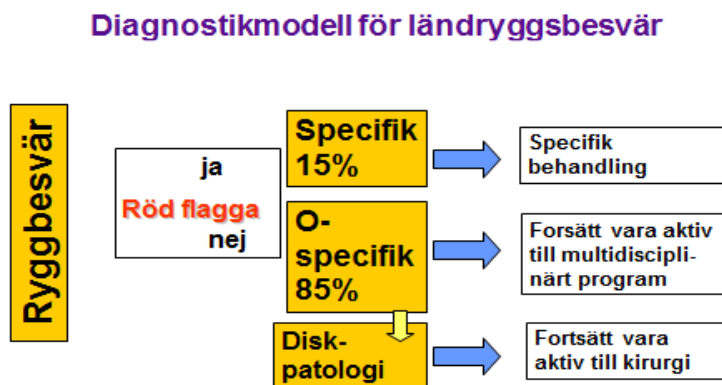 Diagnostikmodell för ländryggsbesvär
Ryggbesvär
ja
Röd flagga
nej
Specifik
15%
Specifik
behandling
O-
specifik
85%
Forsätt vara aktiv
till multidiscipli-
närt program
Disk-
patologi
Fortsätt vara
aktiv till kirurgi